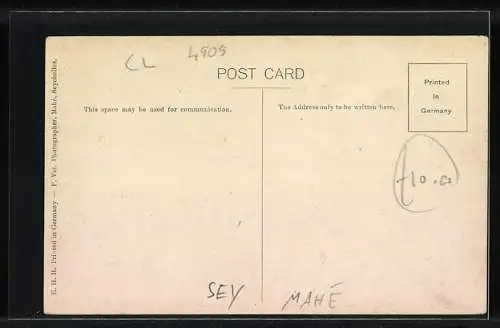 CL 4909
POST CARD
Printed
in
Germany
This space may be used for communication.
The Address only to be written here.
10.
SEY MAHÉ
Printed in Germany — P. Vel. Photographer, Mahé, Seychelles.